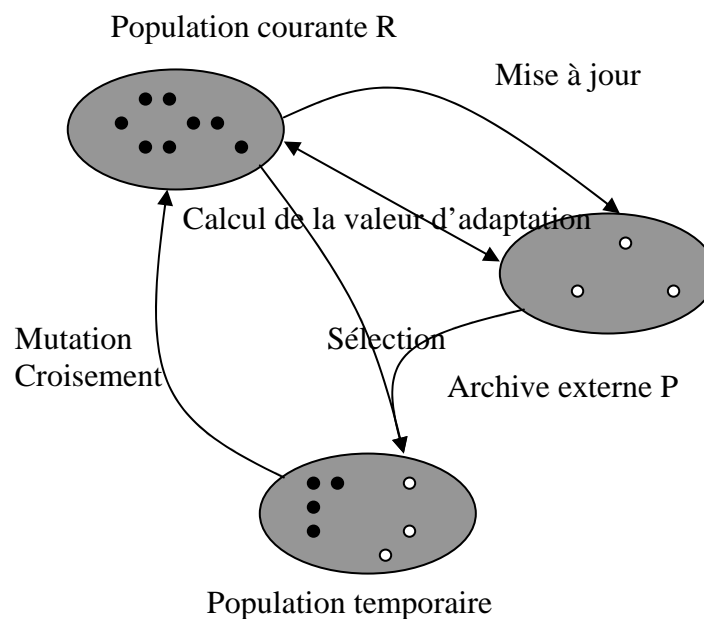 Population courante R
Mise à jour
Calcul de la valeur d'adaptation
Mutation
Croisement
Sélection
Archive externe P
Population temporaire